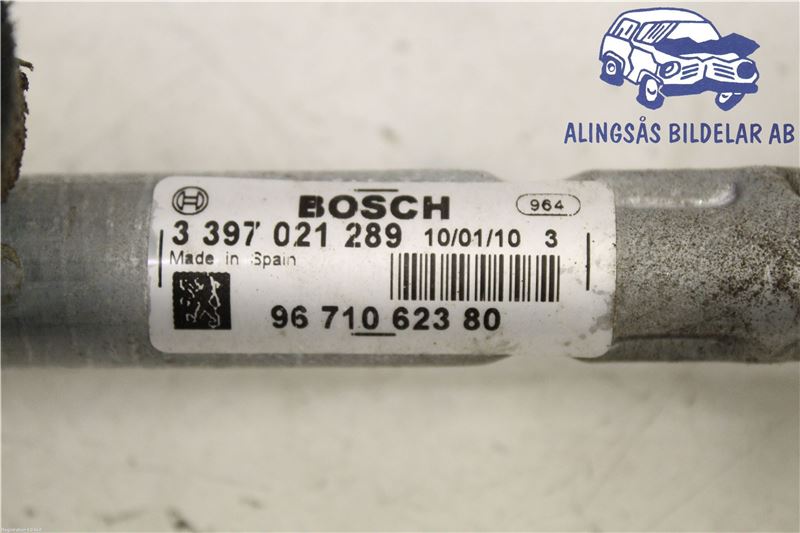 ALINGSÅS BILDELAR AB
BOSCH
964
3 397 021 289 10/01/10 3
Made in Spain
96 710 623 80